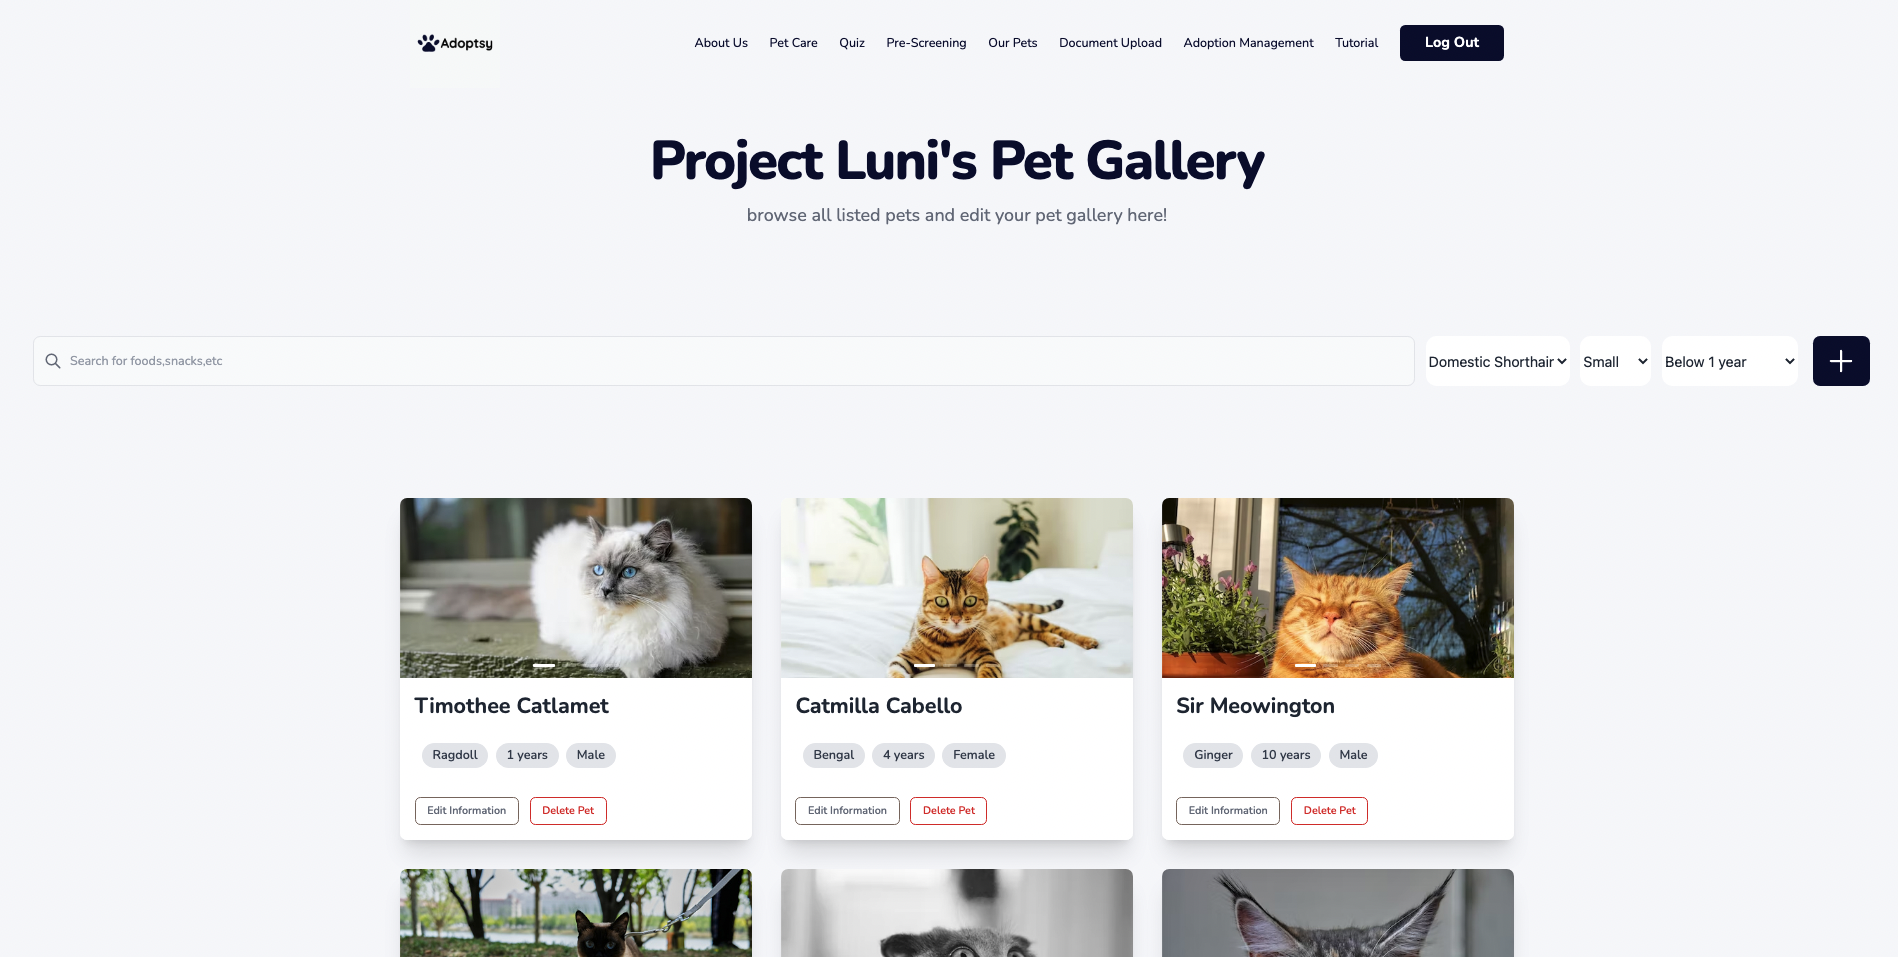 Adoptsy
About Us Pet Care Quiz Pre-Screening Our Pets Document Upload Adoption Management Tutorial Log Out
Project Luni's Pet Gallery
browse all listed pets and edit your pet gallery here!
Search for foods,snacks,etc
Domestic Shorthair Small Below 1 year
Timothee Catlamet
Ragdoll 1 years Male
Edit Information Delete Pet
Catmilla Cabello
Bengal 4 years Female
Edit Information Delete Pet
Sir Meowington
Ginger 10 years Male
Edit Information Delete Pet